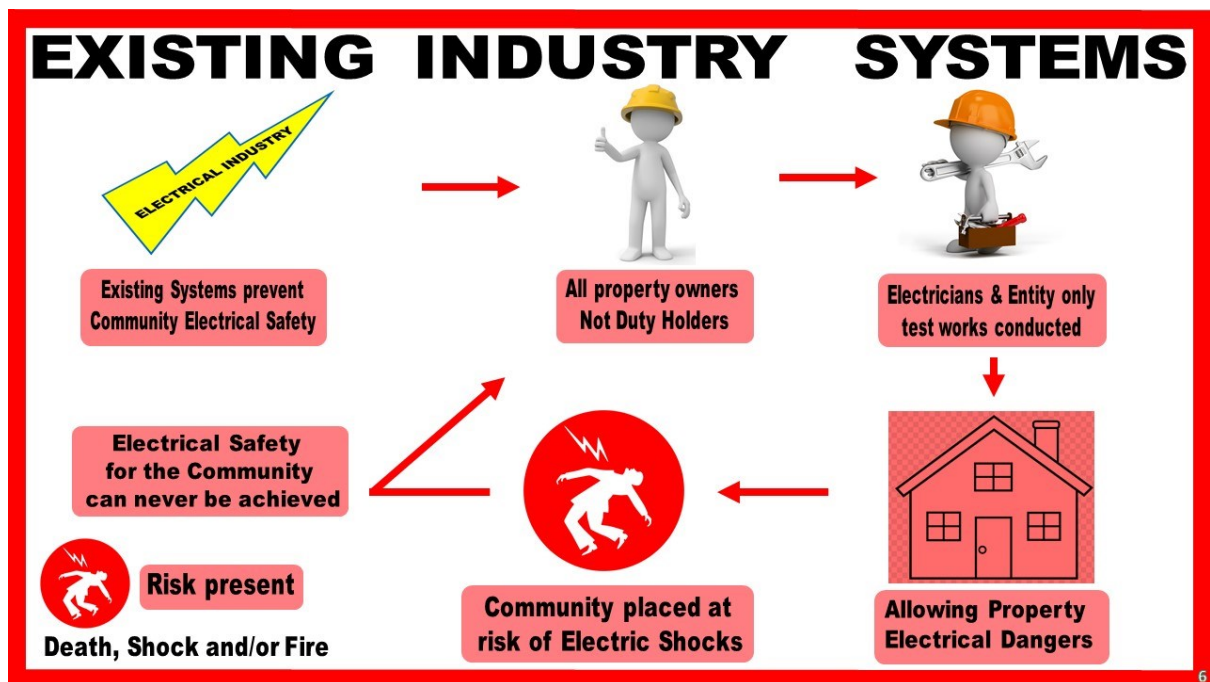 EXISTING INDUSTRY SYSTEMS
ELECTRICAL INDUSTRY
Existing Systems prevent
Community Electrical Safety
All property owners
Not Duty Holders
Electricians & Entity only
test works conducted
Electrical Safety
for the Community
can never be achieved
Risk present
Death, Shock and/or Fire
Community placed at
risk of Electric Shocks
Allowing Property
Electrical Dangers
6